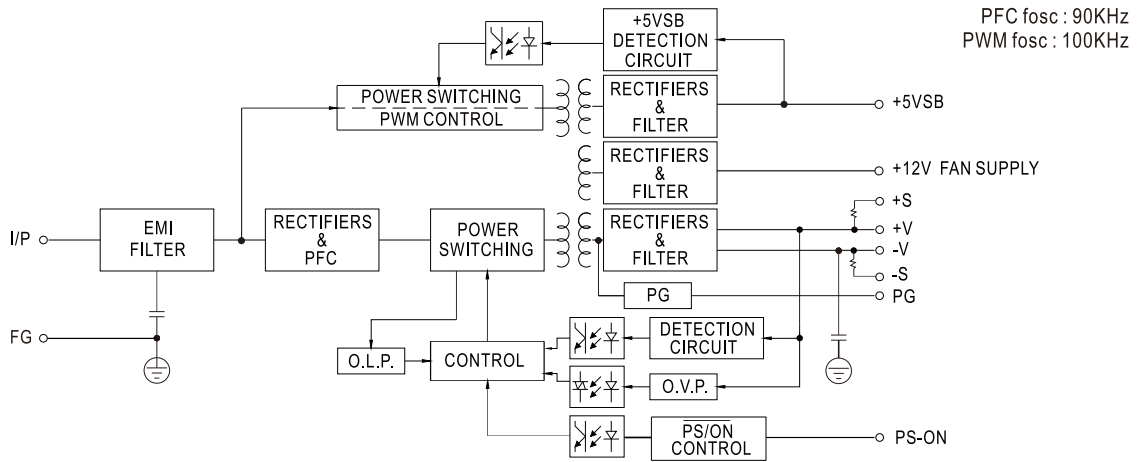 PFC fosc : 90KHz
PWM fosc : 100KHz
+5VSB
DETECTION
CIRCUIT
POWER SWITCHING
PWM CONTROL
RECTIFIERS
&
FILTER
+5VSB
RECTIFIERS
&
FILTER
+12V FAN SUPPLY
I/P
EMI
FILTER
RECTIFIERS
&
PFC
POWER
SWITCHING
RECTIFIERS
&
FILTER
+S
+V
-V
-S
PG
PG
FG
O.L.P.
CONTROL
DETECTION
CIRCUIT
O.V.P.
PS/ON
CONTROL
PS-ON